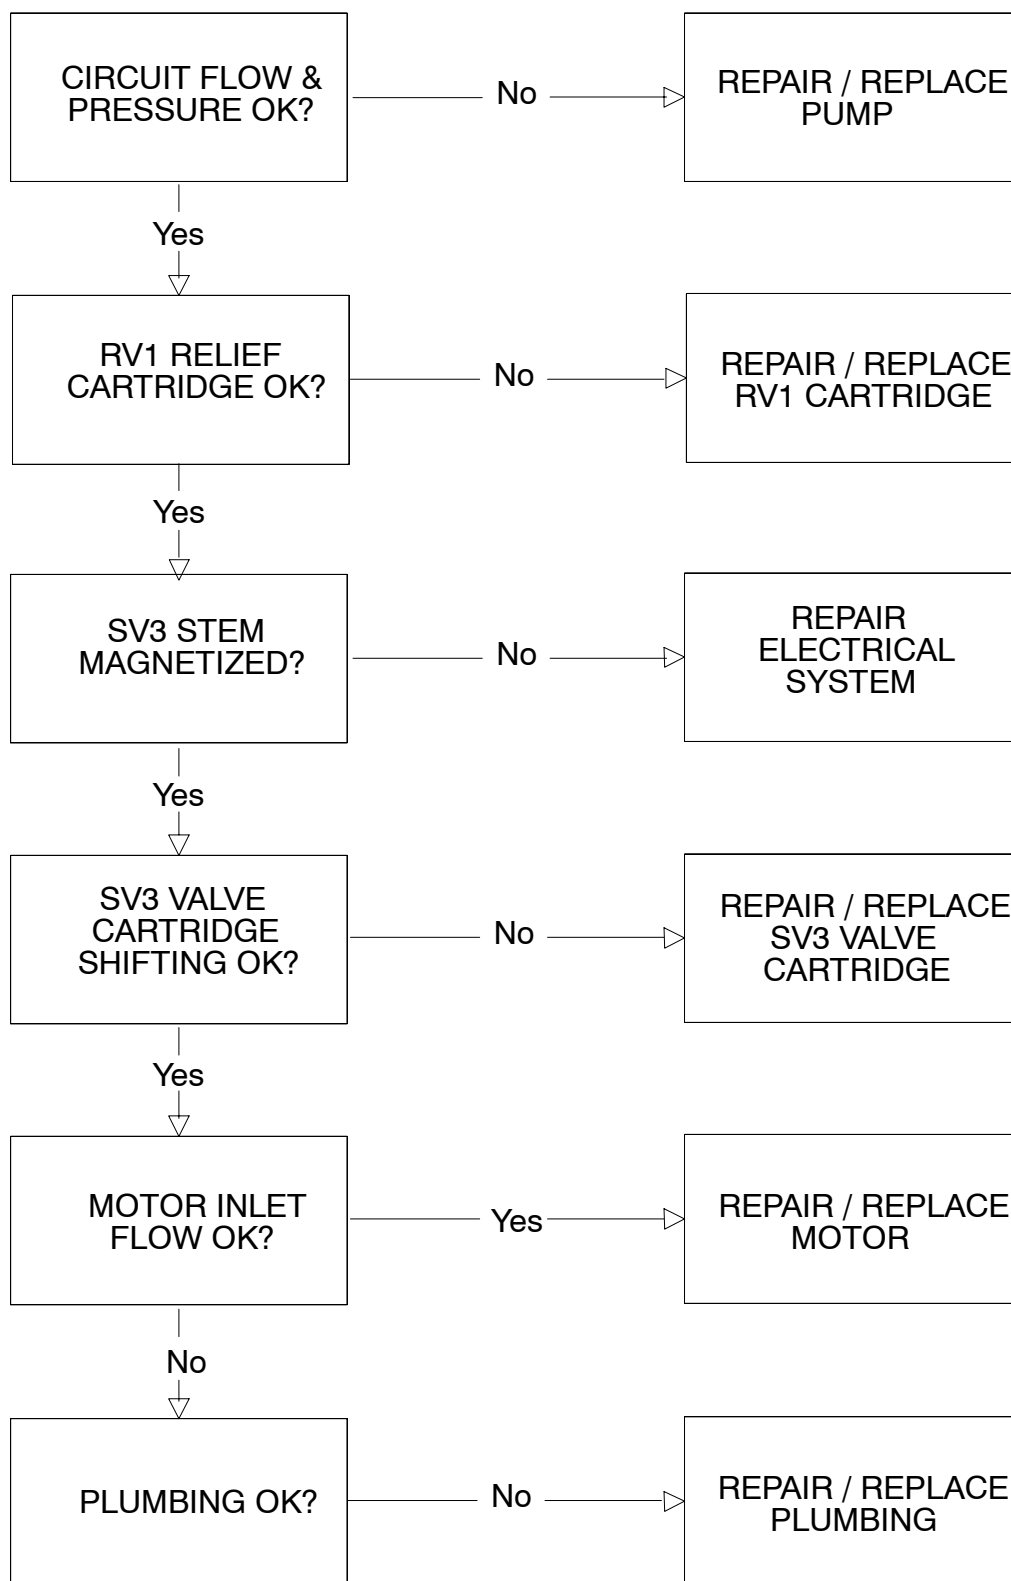 CIRCUIT FLOW &
PRESSURE OK?
No
REPAIR / REPLACE
PUMP
Yes
RV1 RELIEF
CARTRIDGE OK?
No
REPAIR / REPLACE
RV1 CARTRIDGE
Yes
SV3 STEM
MAGNETIZED?
No
REPAIR
ELECTRICAL
SYSTEM
Yes
SV3 VALVE
CARTRIDGE
SHIFTING OK?
No
REPAIR / REPLACE
SV3 VALVE
CARTRIDGE
Yes
MOTOR INLET
FLOW OK?
Yes
REPAIR / REPLACE
MOTOR
No
PLUMBING OK?
No
REPAIR / REPLACE
PLUMBING